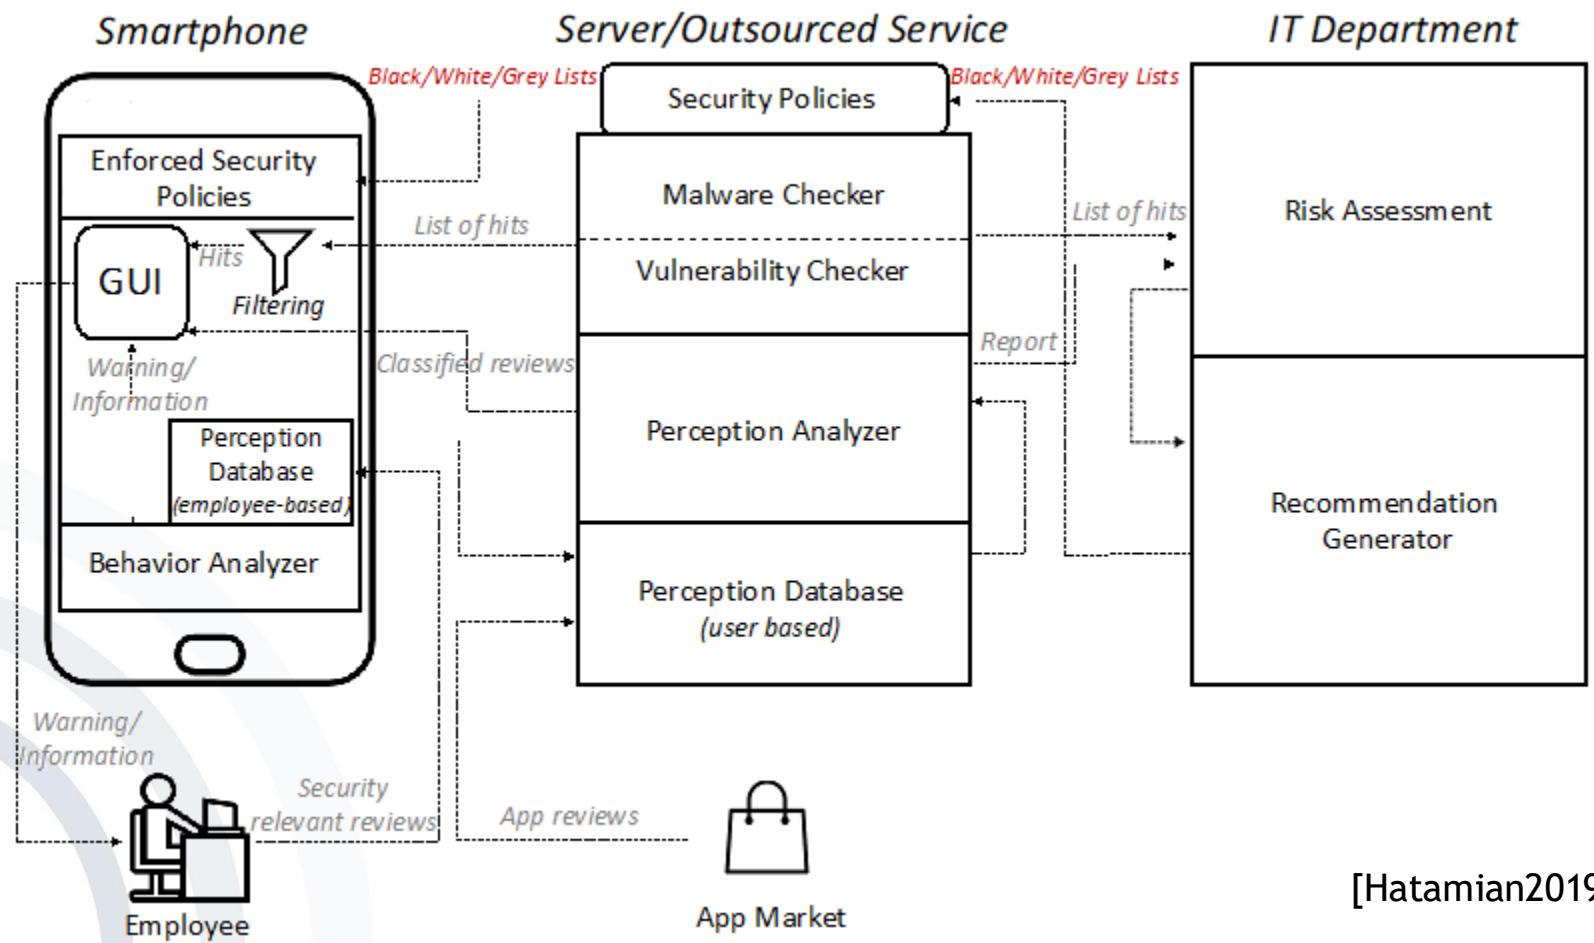 Smartphone
Server/Outsourced Service
IT Department
Black/White/Grey Lists
Black/White/Grey Lists
Security Policies
Enforced Security
Policies
Malware Checker
List of hits
List of hits
Risk Assessment
GUI
Hits
Filtering
Vulnerability Checker
Warning/
Information
Classified reviews
Report
Perception
Database
(employee-based)
Perception Analyzer
Recommendation
Generator
Behavior Analyzer
Perception Database
(user based)
Warning/
Information
Security
relevant reviews
App reviews
Employee
App Market
[Hatamian2019